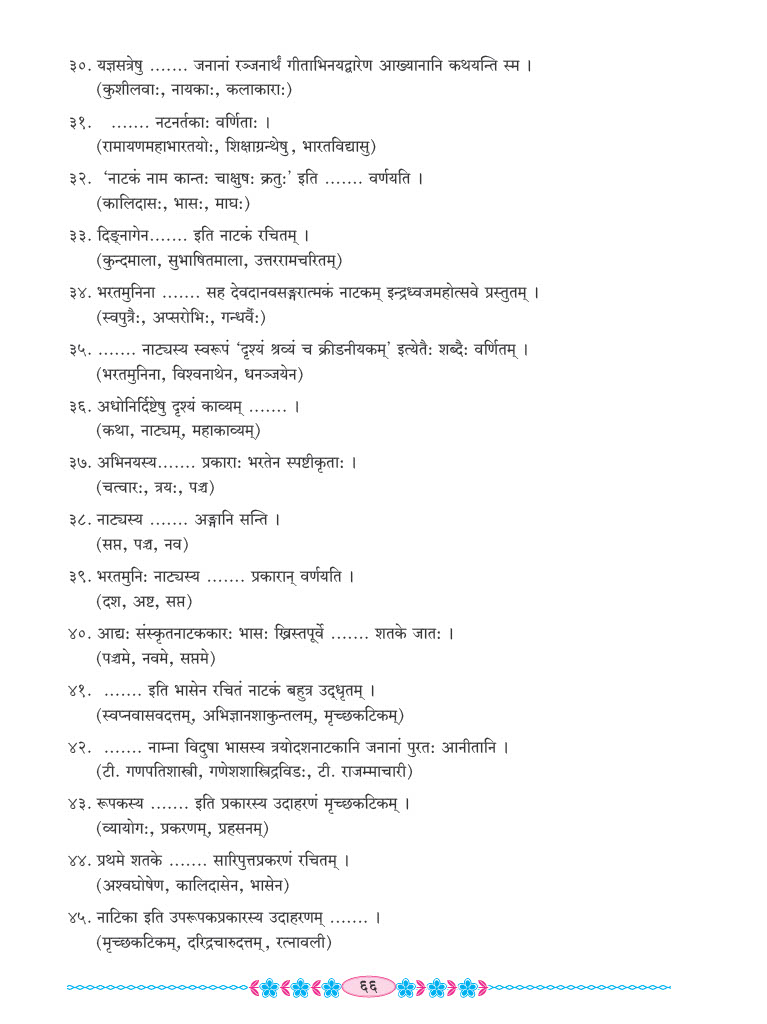 ३०. यज्ञसत्रेषु ....... जनानां रञ्जनार्थं गीताभिनयद्वारेण आख्यानानि कथयन्ति स्म ।
(कुशीलवा:, नायका:, कलाकारा:)
३१. ....... नटनर्तका: वर्णिता: ।
(रामायणमहाभारतयो:, शिक्षाग्रन्थेषु, भारतविद्यासु)
३२. ‘नाटकं नाम कान्त: चाक्षुष: क्रतु:’ इति ....... वर्णयति ।
(कालिदास:, भास:, माघ:)
३३. दिङ्नागेन....... इति नाटकं रचितम् ।
(कुन्दमाला, सुभाषितमाला, उत्तररामचरितम्)
३४. भरतमुनिना ....... सह देवदानवसङ्गरात्मकं नाटकम् इन्द्रध्वजमहोत्सवे प्रस्तुतम् ।
(स्वपुत्रै:, अप्सरोभि:, गन्धर्वै:)
३५. ....... नाट्यस्य स्वरूपं ‘दृश्यं श्रव्यं च क्रीडनीयकम्’ इत्येतै: शब्दै: वर्णितम् ।
(भरतमुनिना, विश्वनाथेन, धनञ्जयेन)
३६. अधोनिर्दिष्टेषु दृश्यं काव्यम् ....... ।
(कथा, नाट्यम्, महाकाव्यम्)
३७. अभिनयस्य....... प्रकारा: भरतेन स्पष्टीकृता: ।
(चत्वार:, त्रय:, पञ्च)
३८. नाट्यस्य ....... अङ्गानि सन्ति ।
(सप्त, पञ्च, नव)
३९. भरतमुनि: नाट्यस्य ....... प्रकारान् वर्णयति ।
(दश, अष्ट, सप्त)
४०. आद्य: संस्कृतनाटककार: भास: ख्रिस्तपूर्वे ....... शतके जात: ।
(पञ्चमे, नवमे, सप्तमे)
४१. ....... इति भासेन रचितं नाटकं बहुत्र उद्धृतम् ।
(स्वप्नवासवदत्तम्, अभिज्ञानशाकुन्तलम्, मृच्छकटिकम्)
४२. ....... नाम्ना विदुषा भासस्य त्रयोदशनाटकानि जनानां पुरत: आनीतानि ।
(टी. गणपतिशास्त्री, गणेशशास्त्रिद्रविड:, टी. राजम्माचारी)
४३. रूपकस्य ....... इति प्रकारस्य उदाहरणं मृच्छकटिकम् ।
(व्यायोग:, प्रकरणम्, प्रहसनम्)
४४. प्रथमे शतके ....... सारिपुत्तप्रकरणं रचितम् ।
(अश्वघोषेण, कालिदासेन, भासेन)
४५. नाटिका इति उपरूपकप्रकारस्य उदाहरणम् ....... ।
(मृच्छकटिकम्, दरिद्रचारुदत्तम्, रत्नावली)
६६